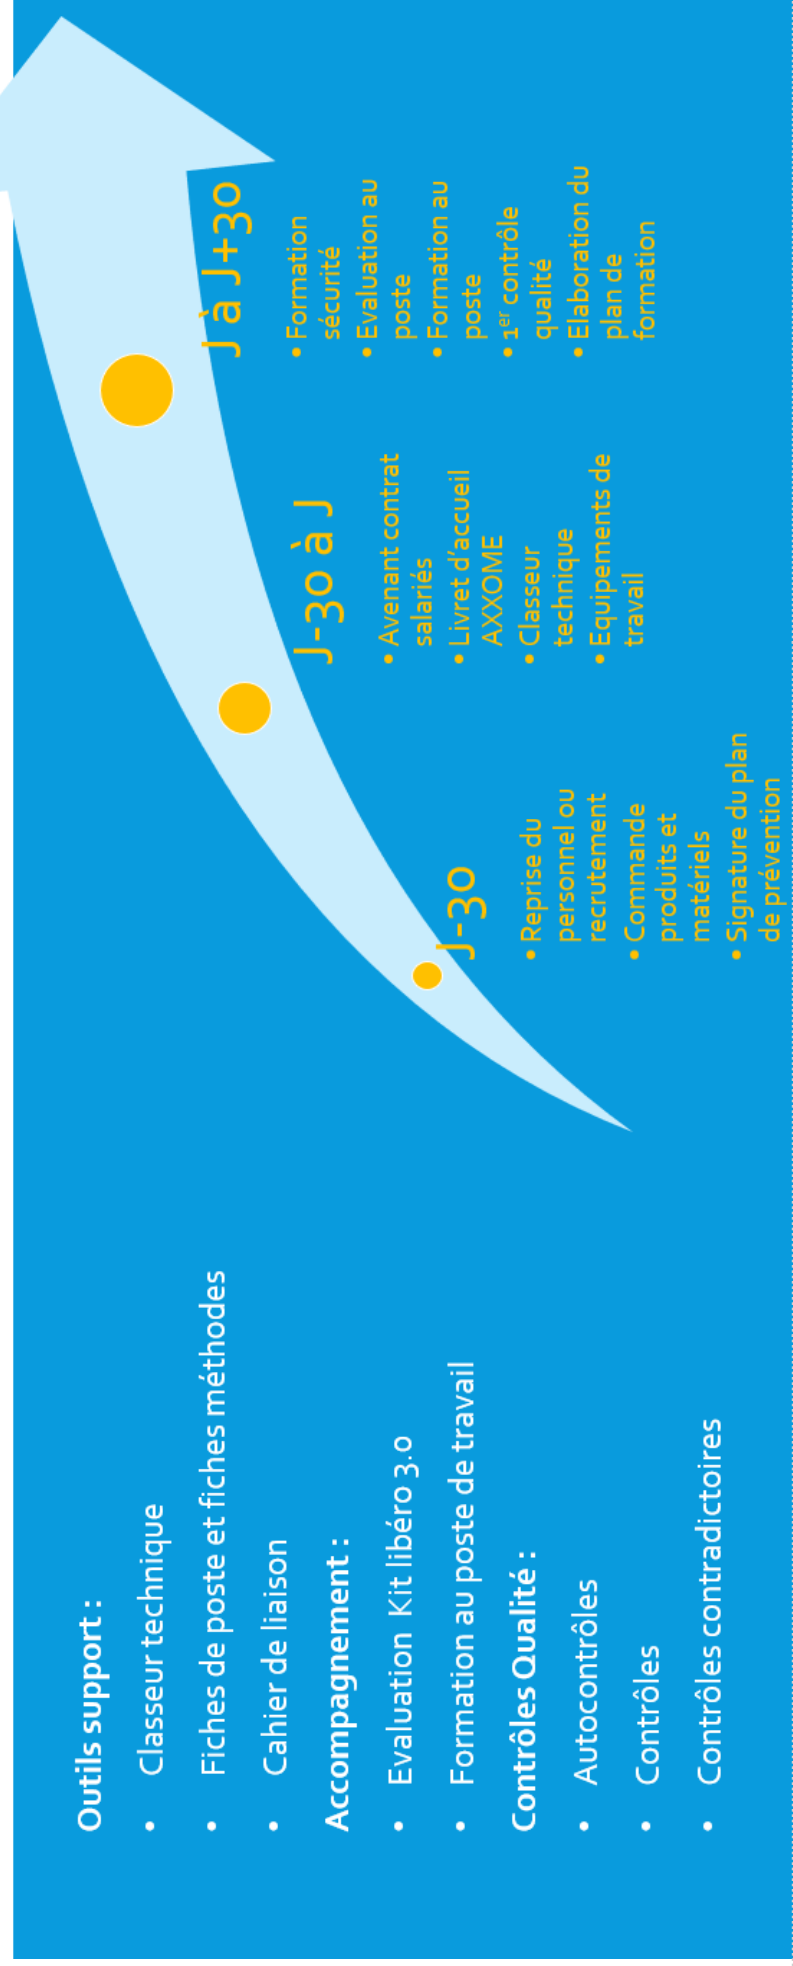 Outils support :
• Classeur technique
• Fiches de poste et fiches méthodes
• Cahier de liaison
Accompagnement :
• Evaluation Kit libéro 3.0
• Formation au poste de travail
Contrôles Qualité :
• Autocontrôles
• Contrôles
• Contrôles contradictoires
J-30
• Reprise du
personnel ou
recrutement
• Commande
produits et
matériels
• Signature du plan
de prévention
J-30 à J
• Avenant contrat
salariés
• Livret d'accueil
AXXOME
• Classeur
technique
• Equipements de
travail
J à J+30
• Formation
sécurité
• Evaluation au
poste
• Formation au
poste
• 1er contrôle
qualité
• Elaboration du
plan de
formation